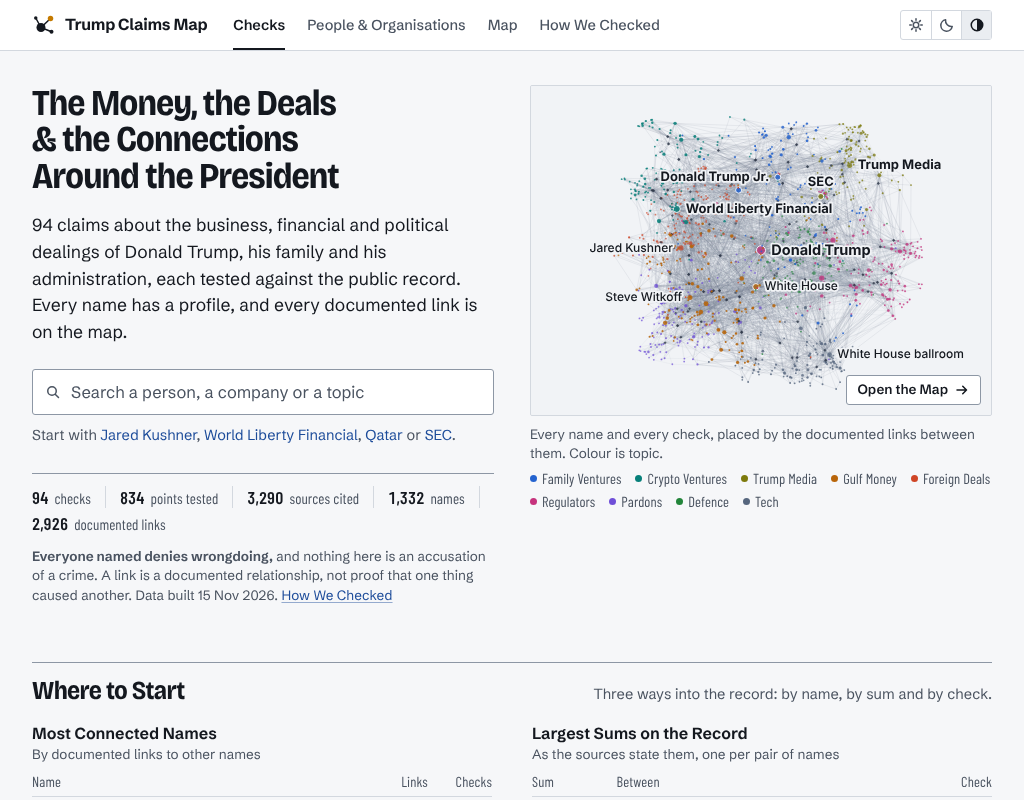 Trump Claims Map
Checks
People & Organisations
Map
How We Checked
The Money, the Deals
& the Connections
Around the President
94 claims about the business, financial and political
dealings of Donald Trump, his family and his
administration, each tested against the public record.
Every name has a profile, and every documented link is
on the map.
Search a person, a company or a topic
Start with Jared Kushner, World Liberty Financial, Qatar or SEC.
94 checks
834 points tested
3,290 sources cited
1,332 names
2,926 documented links
Everyone named denies wrongdoing, and nothing here is an accusation
of a crime. A link is a documented relationship, not proof that one thing
caused another. Data built 15 Nov 2026. How We Checked
Trump Media
Donald Trump Jr.
SEC
World Liberty Financial
Jared Kushner
Donald Trump
White House
Steve Witkoff
White House ballroom
Open the Map →
Every name and every check, placed by the documented links between
them. Colour is topic.
Family Ventures
Crypto Ventures
Trump Media
Gulf Money
Foreign Deals
Regulators
Pardons
Defence
Tech
Where to Start
Three ways into the record: by name, by sum and by check.
Most Connected Names
By documented links to other names
Name
Links
Checks
Largest Sums on the Record
As the sources state them, one per pair of names
Sum
Between
Check